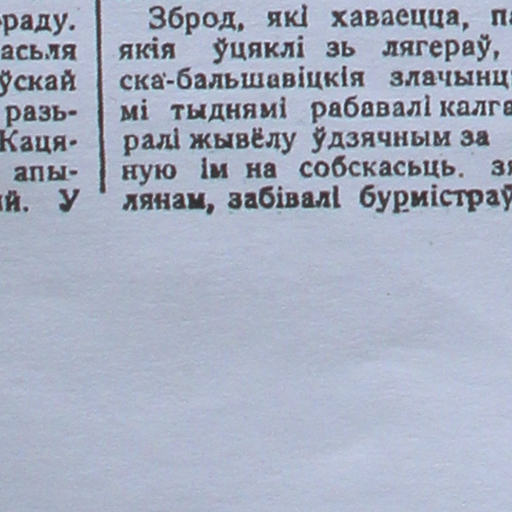 раду.
асьля
ўскай
разь-
Каця-
апы-
У
Зброд, які хаваецца,
якія ўцяклі зь лягераў,
ска-бальшавіцкія злачынц
мі тыднямі рабавалі калга
ралі жывёлу ўдзячным за
ную ім на собскасьць.
лянам, забівалі бурмістраў